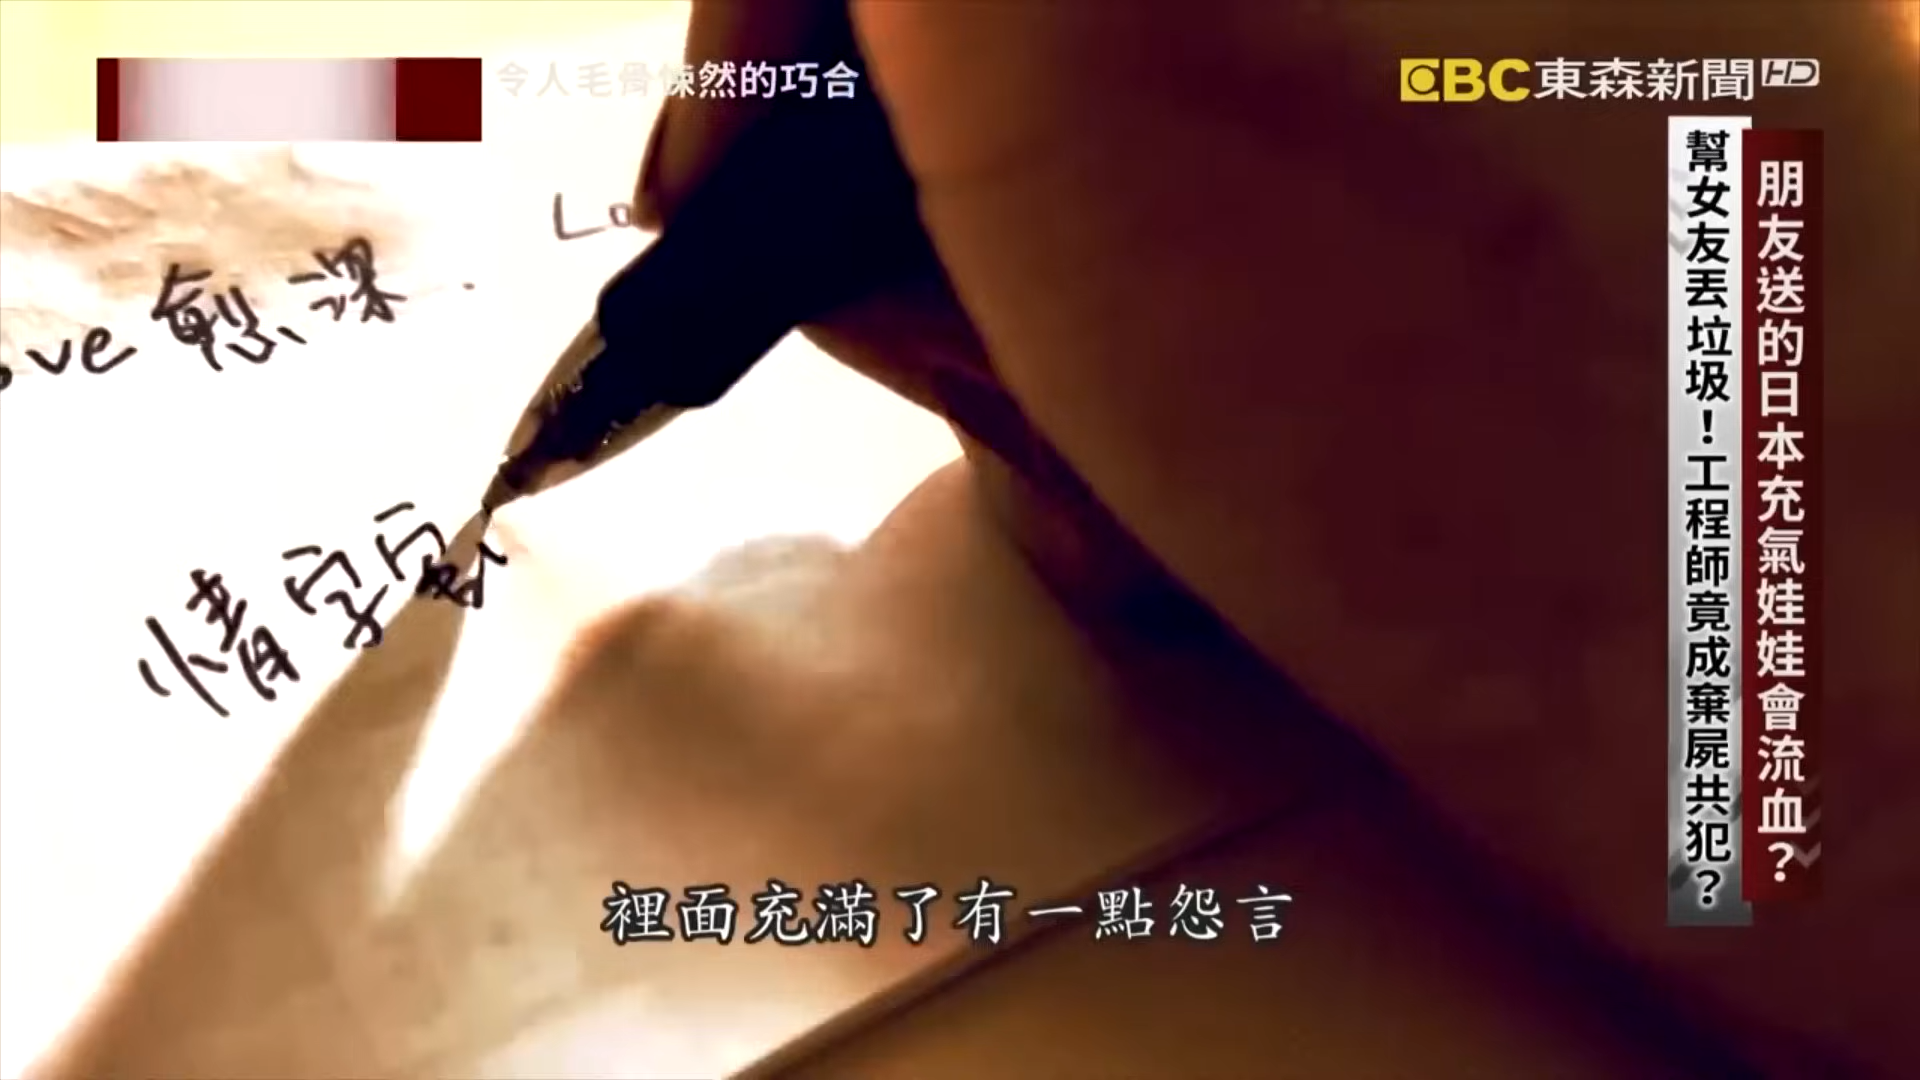 令人毛骨悚然的巧合
EBC東森新聞HD
朋友送的日本充氣娃娃會流血?
幫女友丟垃圾!工程師竟成棄屍共犯?
Lo
ove
情字
裡面充滿了有一點怨言